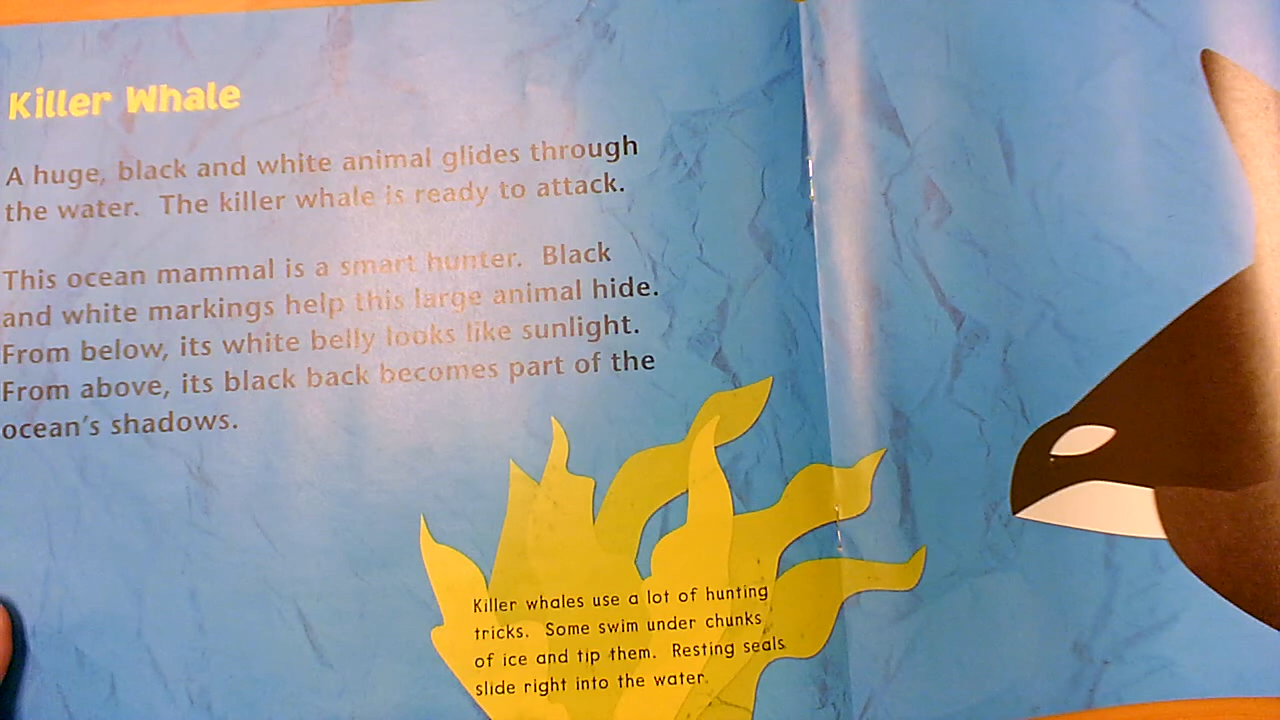 Killer Whale
A huge, black and white animal glides through
the water. The killer whale is ready to attack.
This ocean mammal is a smart hunter. Black
and white markings help this large animal hide.
From below, its white belly looks like sunlight.
From above, its black back becomes part of the
ocean's shadows.
Killer whales use a lot of hunting
tricks. Some swim under chunks
of ice and tip them. Resting seals
slide right into the water.